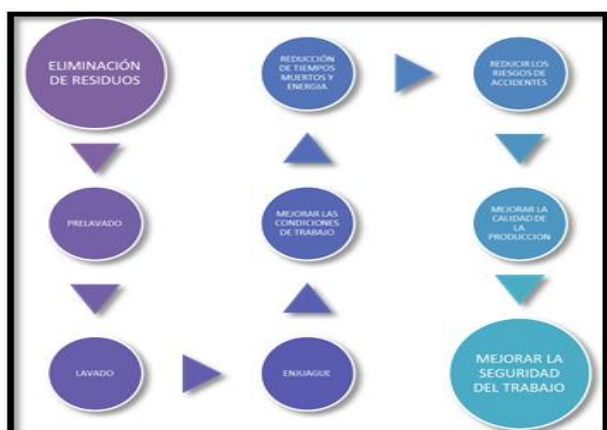 ELIMINACIÓN
DE RESIDUOS
PRELAVADO
LAVADO
ENJUAGUE
MEJORAR LAS
CONDICIONES
DE TRABAJO
REDUCCIÓN
DE TIEMPOS
MUERTOS Y
ENERGIA
REDUCIR LOS
RIESGOS DE
ACCIDENTES
MEJORAR LA
CALIDAD DE
LA
PRODUCCION
MEJORAR LA
SEGURIDAD
DEL TRABAJO